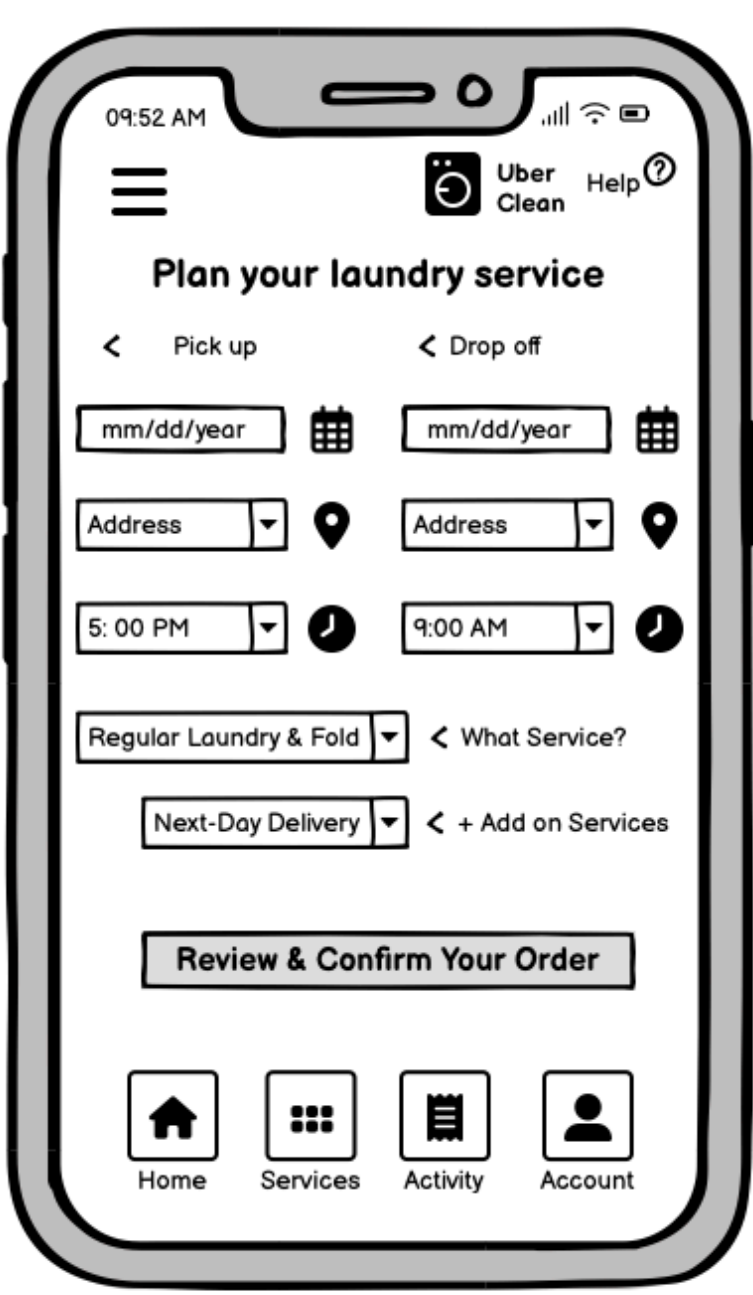 09:52 AM
Uber
Clean
Help ?
Plan your laundry service
< Pick up
< Drop off
mm/dd/year
mm/dd/year
Address
Address
5: 00 PM
9:00 AM
Regular Laundry & Fold
< What Service?
Next-Day Delivery
< + Add on Services
Review & Confirm Your Order
Home
Services
Activity
Account